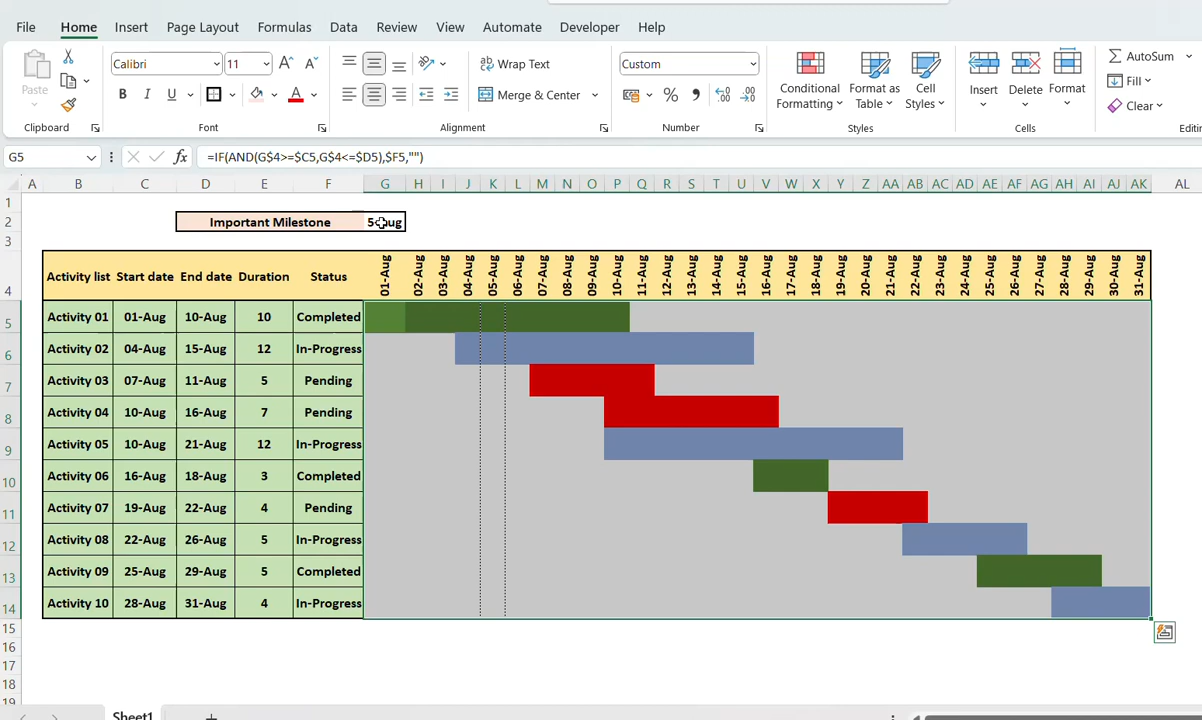 File Home Insert Page Layout Formulas Data Review View Automate Developer Help
Calibri 11 A^ A˅ Wrap Text Custom AutoSum
Paste B I U A Merge & Center % 9 Conditional Formatting Format as Table Cell Styles Insert Delete Format Fill Clear
Clipboard Font Alignment Number Styles Cells
G5 fx =IF(AND(G$4>=$C5,G$4<=$D5),$F5,"")
A B C D E F G H I J K L M N O P Q R S T U V W X Y Z AA AB AC AD AE AF AG AH AI AJ AK AL
1
2 Important Milestone
3
4 Activity list Start date End date Duration Status 01-Aug 02-Aug 03-Aug 04-Aug 05-Aug 06-Aug 07-Aug 08-Aug 09-Aug 10-Aug 11-Aug 12-Aug 13-Aug 14-Aug 15-Aug 16-Aug 17-Aug 18-Aug 19-Aug 20-Aug 21-Aug 22-Aug 23-Aug 24-Aug 25-Aug 26-Aug 27-Aug 28-Aug 29-Aug 30-Aug 31-Aug
5 Activity 01 01-Aug 10-Aug 10 Completed
6 Activity 02 04-Aug 15-Aug 12 In-Progress
7 Activity 03 07-Aug 11-Aug 5 Pending
8 Activity 04 10-Aug 16-Aug 7 Pending
9 Activity 05 10-Aug 21-Aug 12 In-Progress
10 Activity 06 16-Aug 18-Aug 3 Completed
11 Activity 07 19-Aug 22-Aug 4 Pending
12 Activity 08 22-Aug 26-Aug 5 In-Progress
13 Activity 09 25-Aug 29-Aug 5 Completed
14 Activity 10 28-Aug 31-Aug 4 In-Progress
15
16
17
18
19
Sheet1